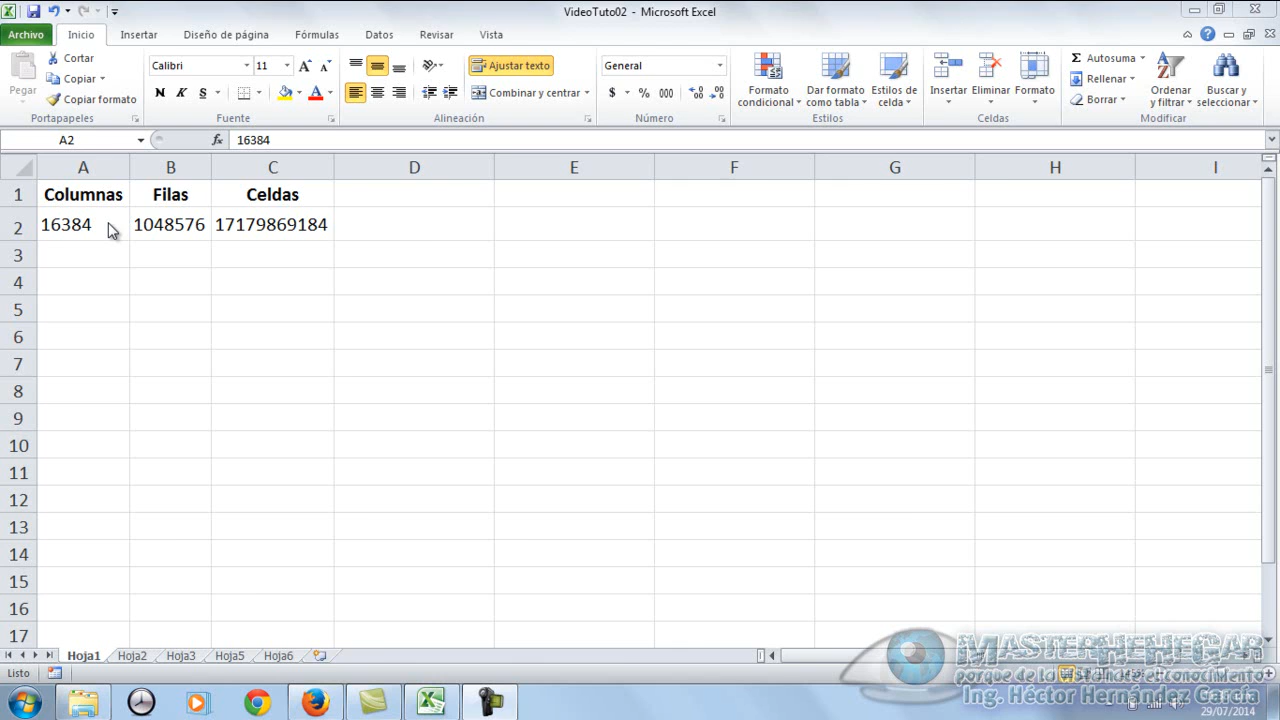 VideoTuto02 - Microsoft Excel
Archivo Inicio Insertar Diseño de página Fórmulas Datos Revisar Vista
Pegar
Cortar
Copiar
Copiar formato
Portapapeles
Calibri 11
N K S
Fuente
Ajustar texto
Combinar y centrar
Alineación
General
$ % 000
Número
Formato condicional
Dar formato como tabla
Estilos de celda
Estilos
Insertar Eliminar Formato
Celdas
Autosuma
Rellenar
Borrar
Ordenar y filtrar
Buscar y seleccionar
Modificar
A2 fx 16384
A B C D E F G H I
1 Columnas Filas Celdas
2 16384 1048576 17179869184
3
4
5
6
7
8
9
10
11
12
13
14
15
16
17
Hoja1 Hoja2 Hoja3 Hoja5 Hoja6
Listo
MASTERHEHEGAR
Ing. Héctor Hernández García
29/07/2014